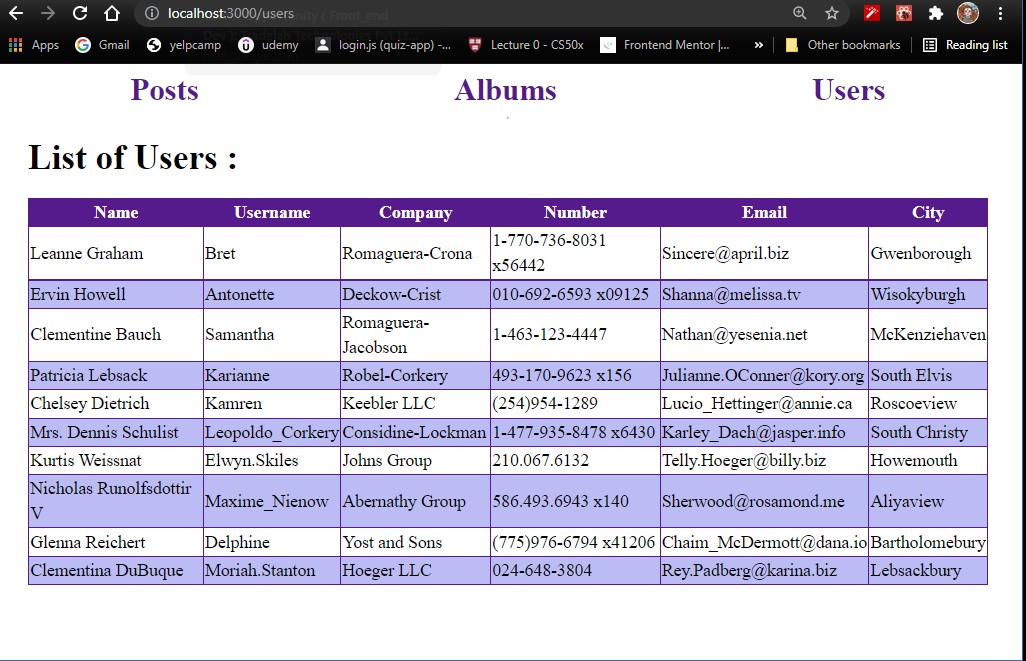 localhost:3000/users
Apps Gmail yelpcamp udemy login.js (quiz-app) -... Lecture 0 - CS50x Frontend Mentor |... » Other bookmarks Reading list
Posts Albums Users
List of Users :
Name Username Company Number Email City
Leanne Graham Bret Romaguera-Crona 1-770-736-8031 x56442 Sincere@april.biz Gwenborough
Ervin Howell Antonette Deckow-Crist 010-692-6593 x09125 Shanna@melissa.tv Wisokyburgh
Clementine Bauch Samantha Romaguera-Jacobson 1-463-123-4447 Nathan@yesenia.net McKenziehaven
Patricia Lebsack Karianne Robel-Corkery 493-170-9623 x156 Julianne.OConner@kory.org South Elvis
Chelsey Dietrich Kamren Keebler LLC (254)954-1289 Lucio_Hettinger@annie.ca Roscoeview
Mrs. Dennis Schulist Leopoldo_Corkery Considine-Lockman 1-477-935-8478 x6430 Karley_Dach@jasper.info South Christy
Kurtis Weissnat Elwyn.Skiles Johns Group 210.067.6132 Telly.Hoeger@billy.biz Howemouth
Nicholas Runolfsdottir V Maxime_Nienow Abernathy Group 586.493.6943 x140 Sherwood@rosamond.me Aliyaview
Glenna Reichert Delphine Yost and Sons (775)976-6794 x41206 Chaim_McDermott@dana.io Bartholomebury
Clementina DuBuque Moriah.Stanton Hoeger LLC 024-648-3804 Rey.Padberg@karina.biz Lebsackbury